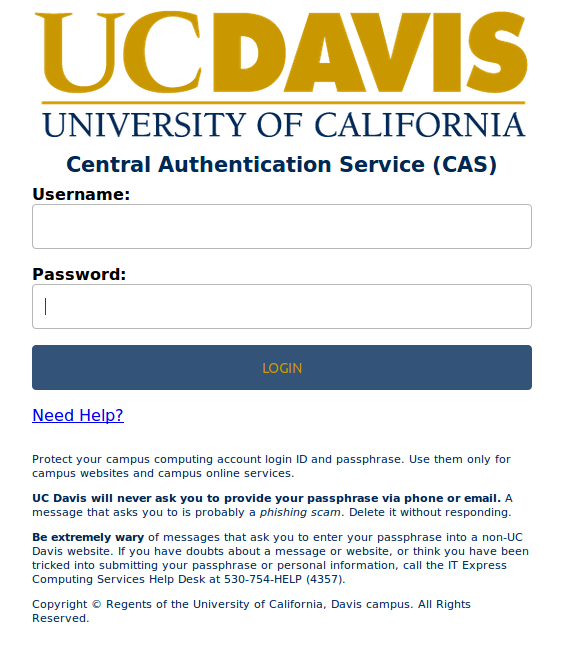 UCDAVIS
UNIVERSITY OF CALIFORNIA
Central Authentication Service (CAS)
Username:
Password:
LOGIN
Need Help?
Protect your campus computing account login ID and passphrase. Use them only for
campus websites and campus online services.
UC Davis will never ask you to provide your passphrase via phone or email. A
message that asks you to is probably a phishing scam. Delete it without responding.
Be extremely wary of messages that ask you to enter your passphrase into a non-UC
Davis website. If you have doubts about a message or website, or think you have been
tricked into submitting your passphrase or personal information, call the IT Express
Computing Services Help Desk at 530-754-HELP (4357).
Copyright © Regents of the University of California, Davis campus. All Rights
Reserved.